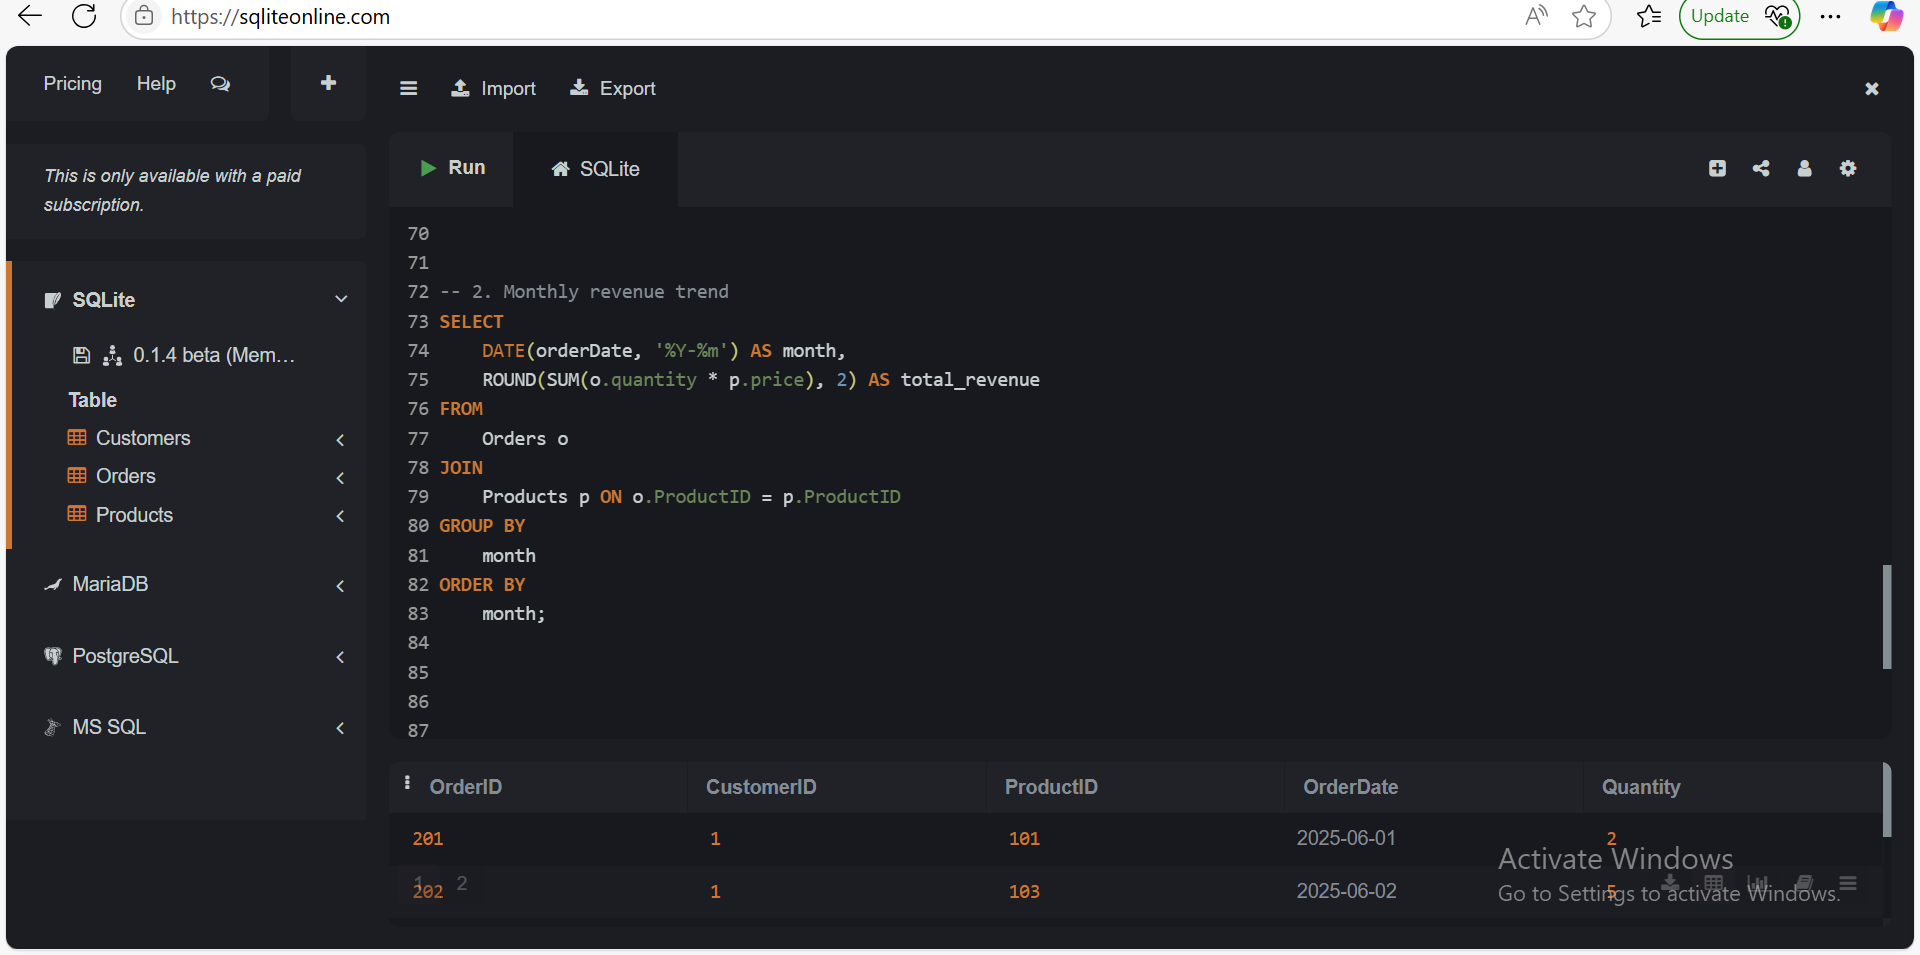 https://sqliteonline.com
Update
Pricing Help
Import Export
This is only available with a paid
subscription.
Run SQLite
SQLite
0.1.4 beta (Mem...
Table
Customers
Orders
Products
MariaDB
PostgreSQL
MS SQL
70
71
72 -- 2. Monthly revenue trend
73 SELECT
74 DATE(orderDate, '%Y-%m') AS month,
75 ROUND(SUM(o.quantity * p.price), 2) AS total_revenue
76 FROM
77 Orders o
78 JOIN
79 Products p ON o.ProductID = p.ProductID
80 GROUP BY
81 month
82 ORDER BY
83 month;
84
85
86
87
OrderID CustomerID ProductID OrderDate Quantity
201 1 101 2025-06-01 2
202 1 103 2025-06-02 5
1 2
Activate Windows
Go to Settings to activate Windows.